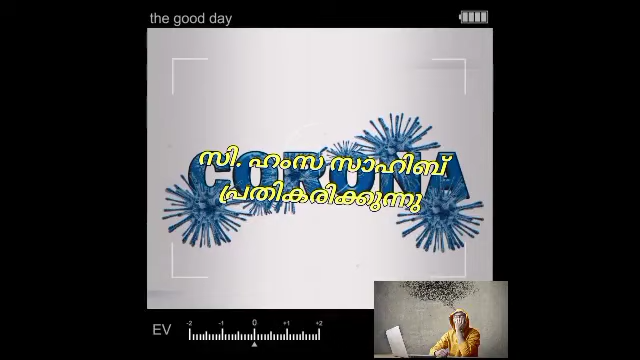 the good day
CORONA
സി. ഹംസ സാഹിബ്
പ്രതികരിക്കുന്നു
EV
-2 -1 0 +1 +2